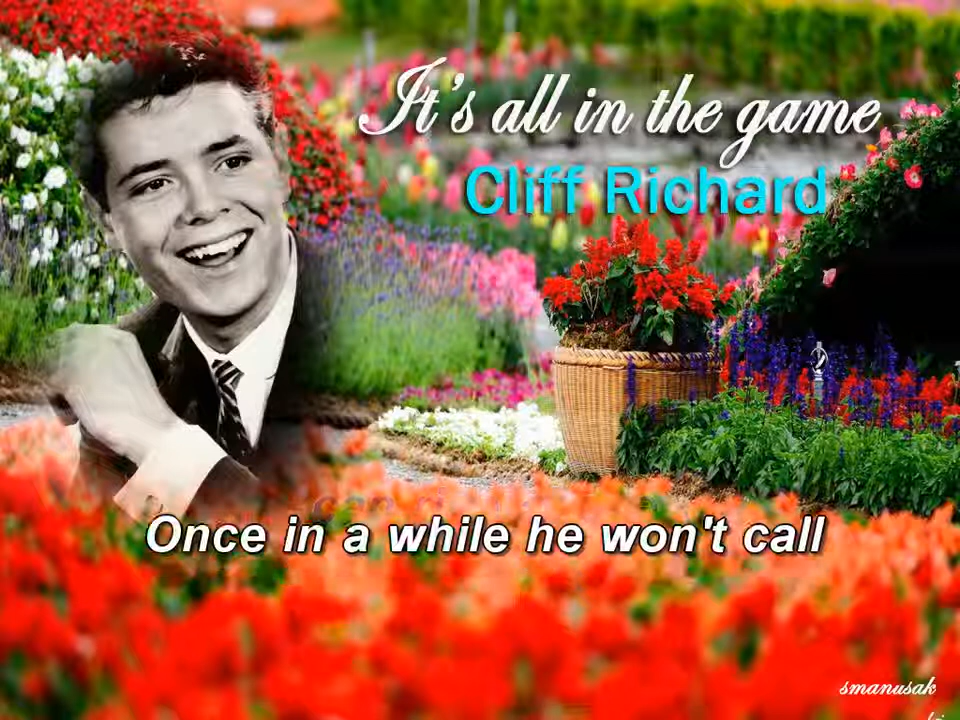 It's all in the game
Cliff Richard
Once in a while he won't call
smanusak